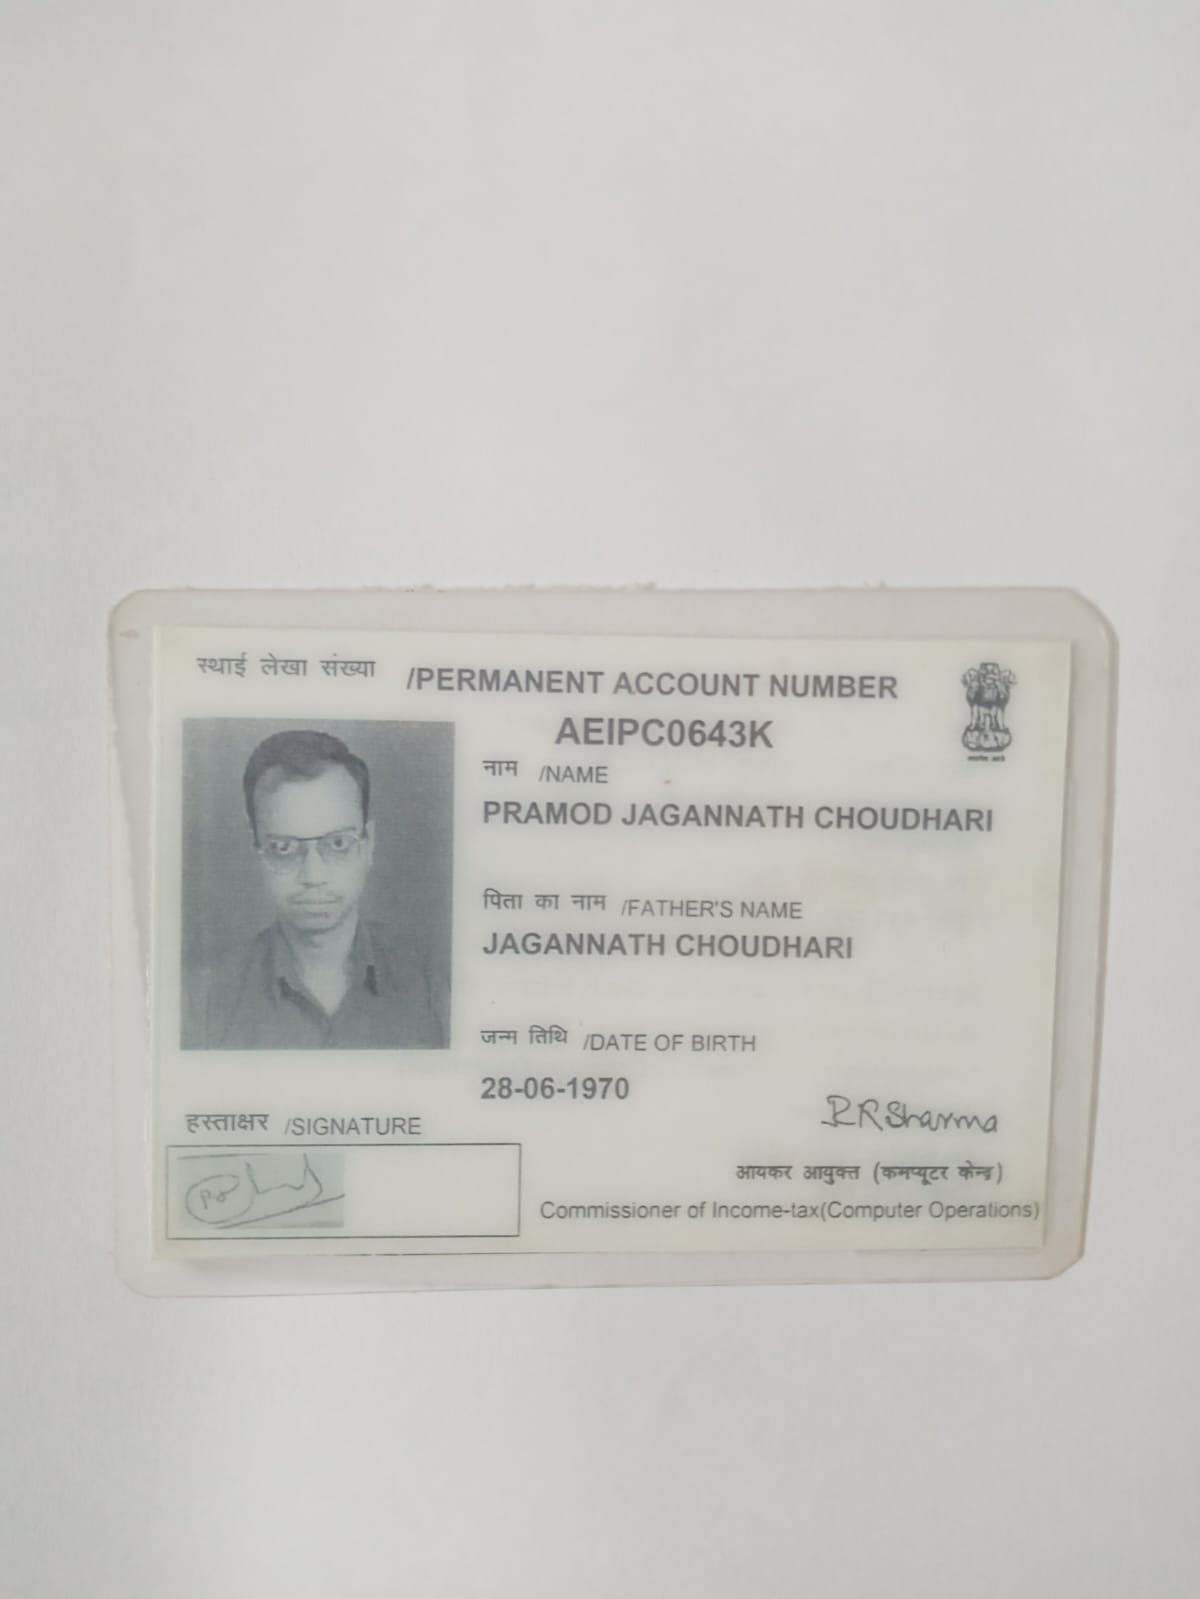 स्थाई लेखा संख्या /PERMANENT ACCOUNT NUMBER
AEIPC0643K
नाम /NAME
PRAMOD JAGANNATH CHOUDHARI
पिता का नाम /FATHER'S NAME
JAGANNATH CHOUDHARI
जन्म तिथि /DATE OF BIRTH
28-06-1970
हस्ताक्षर /SIGNATURE
RRSharma
आयकर आयुक्त (कमप्यूटर केन्द्र)
Commissioner of Income-tax(Computer Operations)